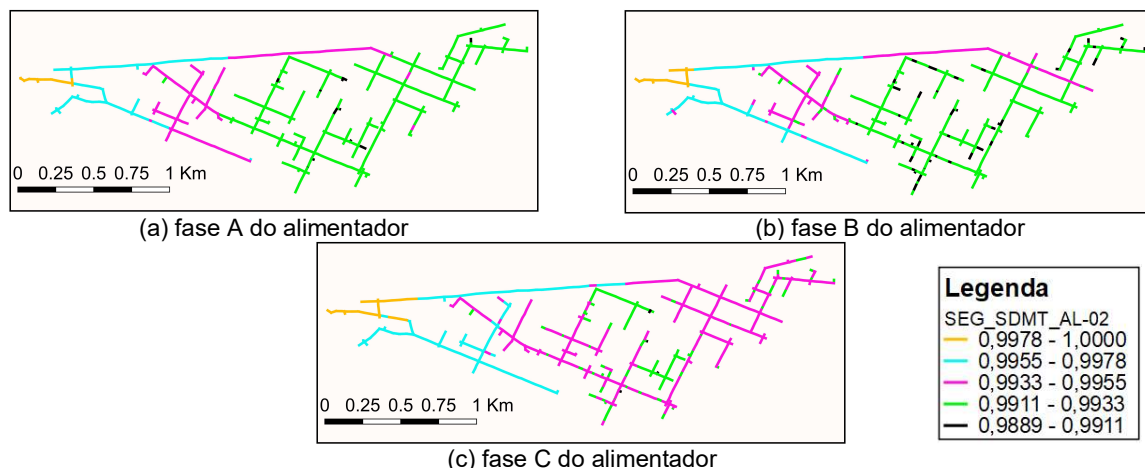 0 0.25 0.5 0.75 1 Km
(a) fase A do alimentador
0 0.25 0.5 0.75 1 Km
(b) fase B do alimentador
0 0.25 0.5 0.75 1 Km
(c) fase C do alimentador
Legenda
SEG_SDMT_AL-02
0,9978 - 1,0000
0,9955 - 0,9978
0,9933 - 0,9955
0,9911 - 0,9933
0,9889 - 0,9911